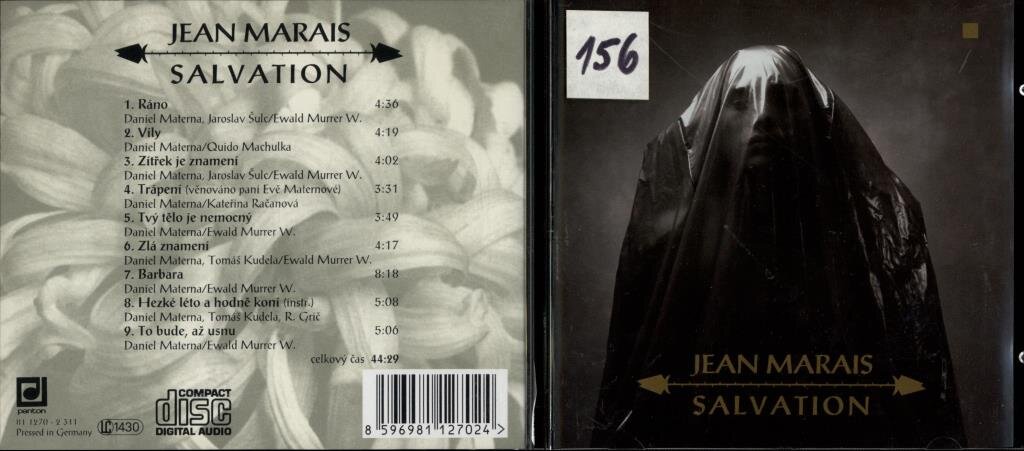 JEAN MARAIS
SALVATION
1. Ráno 4:36
Daniel Materna, Jaroslav Šulc/Ewald Murrer W.
2. Víly 4:19
Daniel Materna/Quido Machulka
3. Zítřek je znamení 4:02
Daniel Materna, Jaroslav Šulc/Ewald Murrer W.
4. Trápení (věnováno paní Evě Maternové) 3:31
Daniel Materna/Kateřina Račanová
5. Tvý tělo je nemocný 3:49
Daniel Materna/Ewald Murrer W.
6. Zlá znamení 4:17
Daniel Materna, Tomáš Kudela/Ewald Murrer W.
7. Barbara 8:18
Daniel Materna/Ewald Murrer W.
8. Hezké léto a hodně koní (instr.) 5:08
Daniel Materna, Tomáš Kudela, R. Grič
9. To bude, až usnu 5:06
Daniel Materna/Ewald Murrer W.
celkový čas 44:29
panton
81 1270 - 2 311
Pressed in Germany
LC 1430
COMPACT
disc
DIGITAL AUDIO
8 596981 127024 >
156
JEAN MARAIS
SALVATION